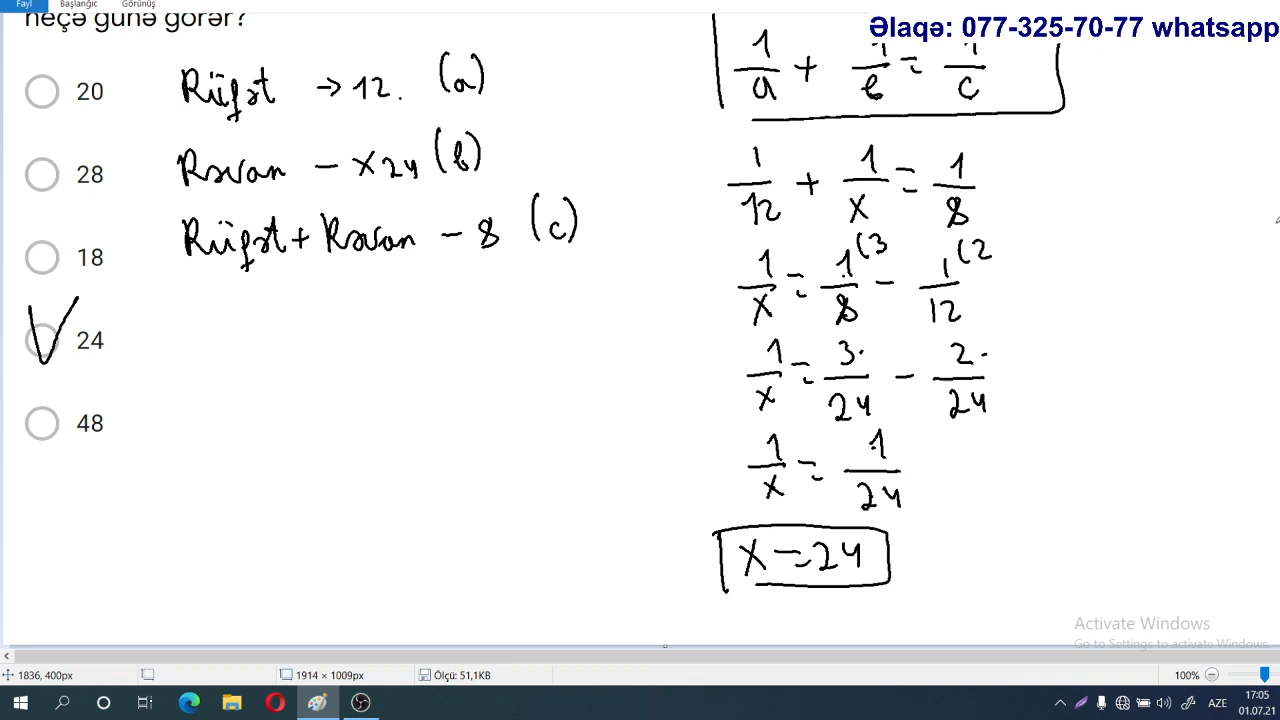 Fayl Başlanğıc Görünüş
Əlaqə: 077-325-70-77 whatsapp
neçə günə görər?
20
28
18
24
48
Rüfət → 12. (a)
Rəvan - x 24 (b)
Rüfət + Rəvan - 8 (c)
1/a + 1/b = 1/c
1/12 + 1/x = 1/8
1/x = 1(3/8 - 1(2/12
1/x = 3/24 - 2/24
1/x = 1/24
x = 24
Activate Windows
Go to Settings to activate Windows.
1836, 400px
1914 × 1009px
Ölçü: 51,1KB
100%
AZE
17:05
01.07.21